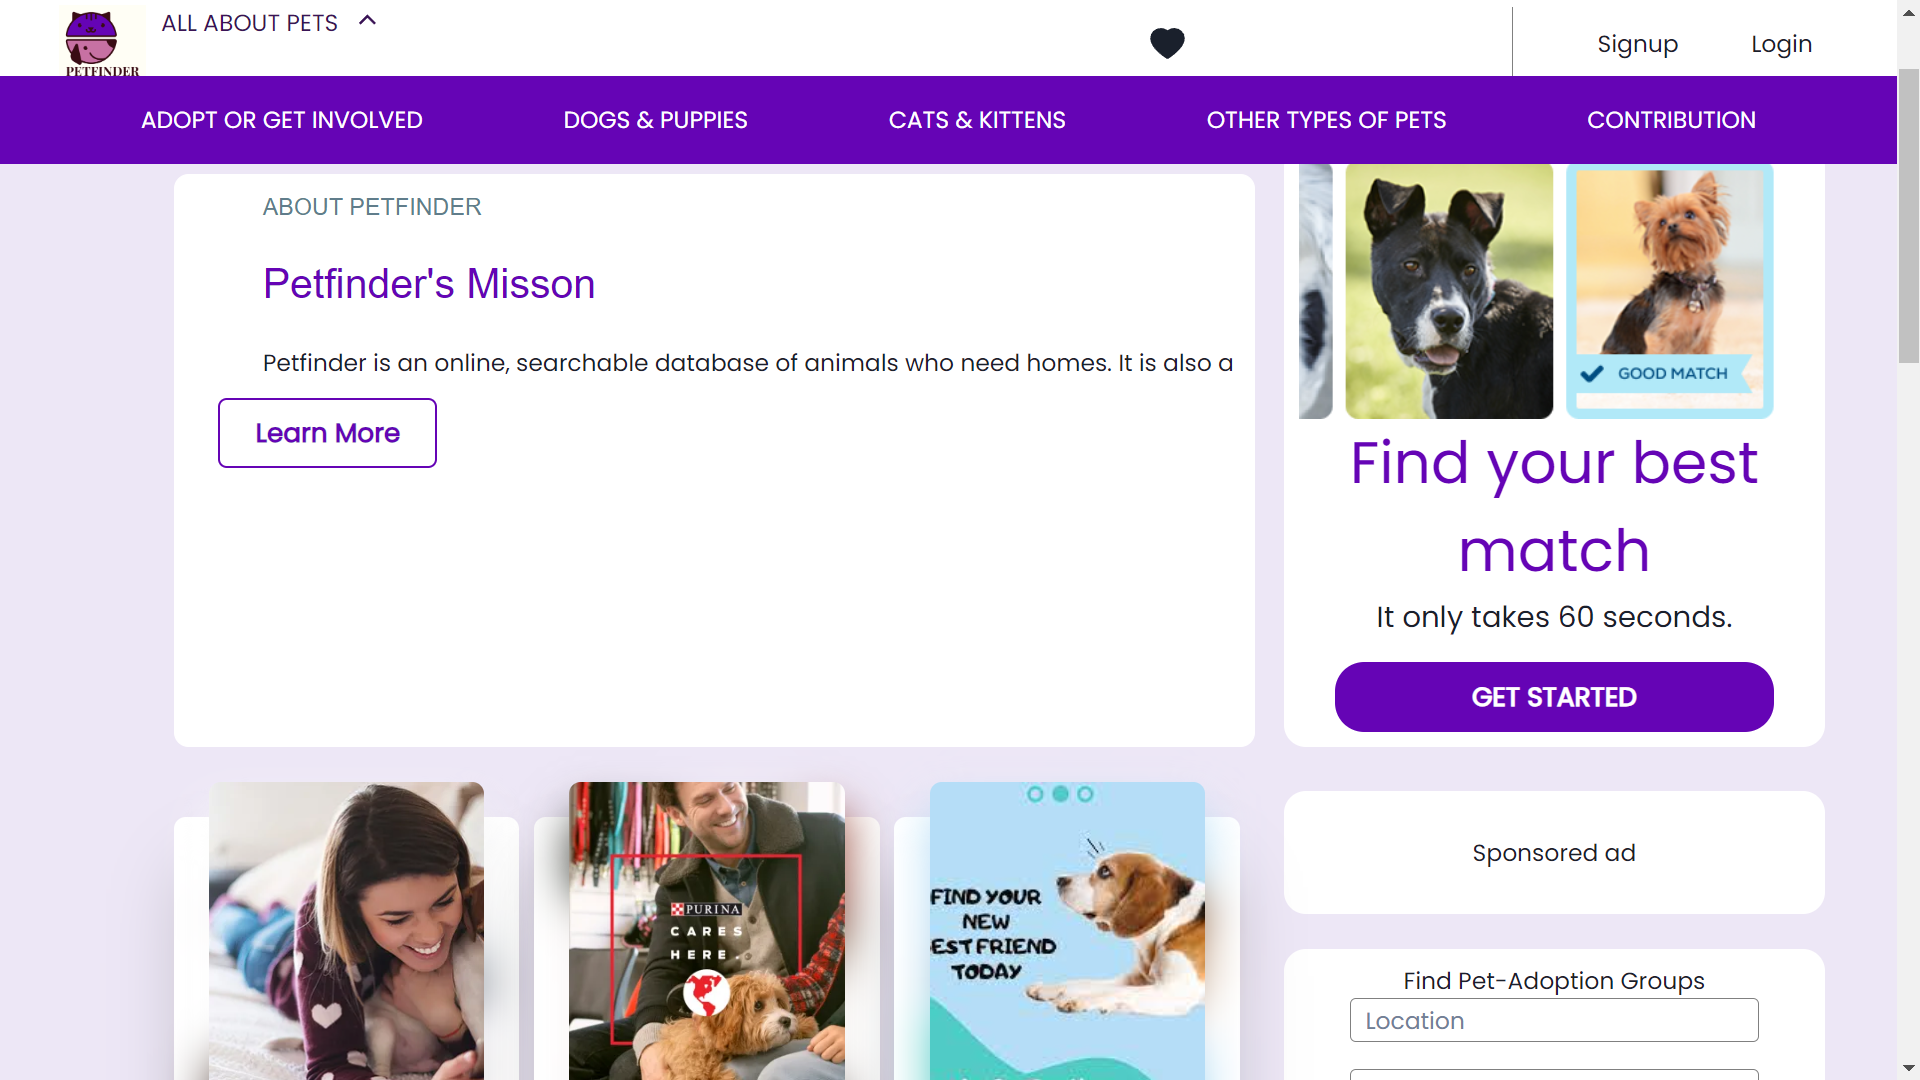 PETFINDER
ALL ABOUT PETS
Signup
Login
ADOPT OR GET INVOLVED
DOGS & PUPPIES
CATS & KITTENS
OTHER TYPES OF PETS
CONTRIBUTION
ABOUT PETFINDER
Petfinder's Misson
Petfinder is an online, searchable database of animals who need homes. It is also a
Learn More
GOOD MATCH
Find your best
match
It only takes 60 seconds.
GET STARTED
PURINA
CARES
HERE.
FIND YOUR
NEW
EST FRIEND
TODAY
Sponsored ad
Find Pet-Adoption Groups
Location